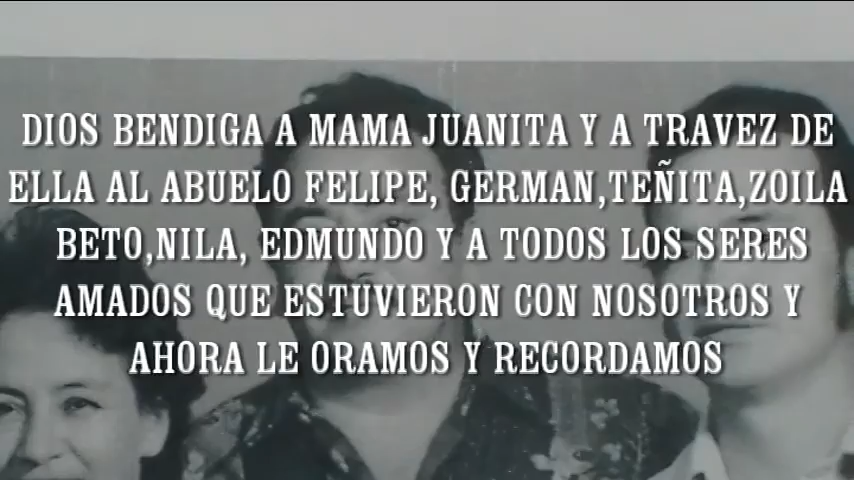 DIOS BENDIGA A MAMA JUANITA Y A TRAVEZ DE
ELLA AL ABUELO FELIPE, GERMAN,TEÑITA,ZOILA
BETO,NILA, EDMUNDO Y A TODOS LOS SERES
AMADOS QUE ESTUVIERON CON NOSOTROS Y
AHORA LE ORAMOS Y RECORDAMOS